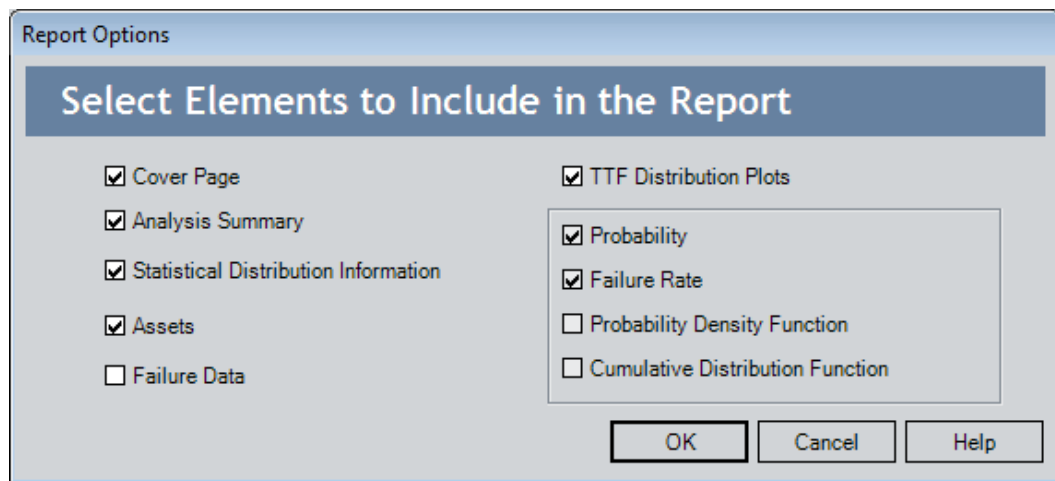 Report Options
Select Elements to Include in the Report
Cover Page
Analysis Summary
Statistical Distribution Information
Assets
Failure Data
TTF Distribution Plots
Probability
Failure Rate
Probability Density Function
Cumulative Distribution Function
OK
Cancel
Help